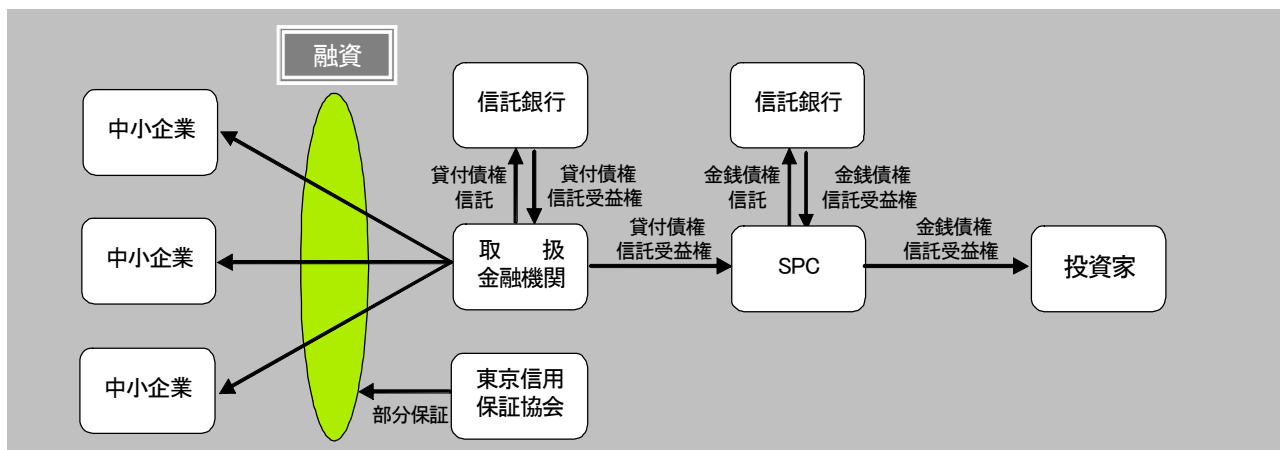 融資
中小企業
中小企業
中小企業
信託銀行
信託銀行
貸付債権
信託
貸付債権
信託受益権
金銭債権
信託
金銭債権
信託受益権
取　扱
金融機関
貸付債権
信託受益権
SPC
金銭債権
信託受益権
投資家
東京信用
保証協会
部分保証